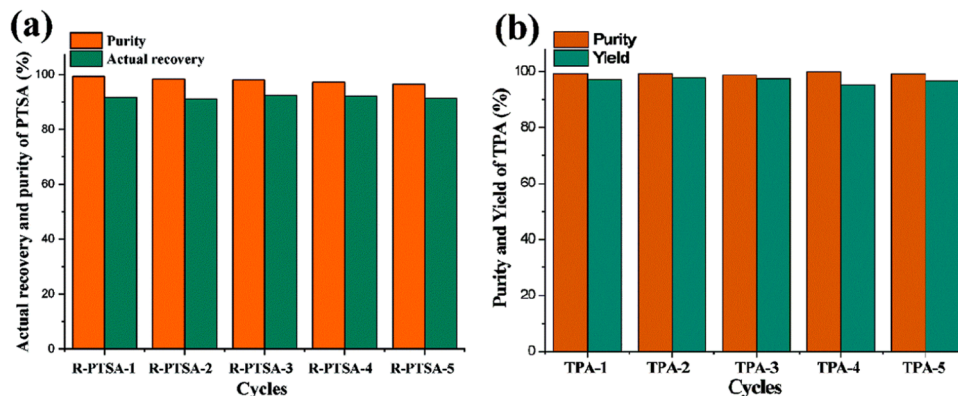 (a)
Purity
Actual recovery
Actual recovery and purity of PTSA (%)
100
80
60
40
20
0
R-PTSA-1 R-PTSA-2 R-PTSA-3 R-PTSA-4 R-PTSA-5
Cycles
(b)
Purity
Yield
Purity and Yield of TPA (%)
100
80
60
40
20
0
TPA-1 TPA-2 TPA-3 TPA-4 TPA-5
Cycles